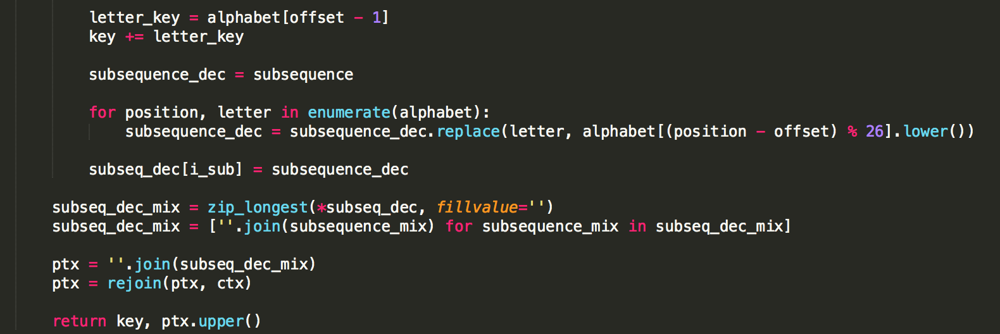 letter_key = alphabet[offset - 1]
key += letter_key
subsequence_dec = subsequence
for position, letter in enumerate(alphabet):
subsequence_dec = subsequence_dec.replace(letter, alphabet[(position - offset) % 26].lower())
subseq_dec[i_sub] = subsequence_dec
subseq_dec_mix = zip_longest(*subseq_dec, fillvalue='')
subseq_dec_mix = [''.join(subsequence_mix) for subsequence_mix in subseq_dec_mix]
ptx = ''.join(subseq_dec_mix)
ptx = rejoin(ptx, ctx)
return key, ptx.upper()